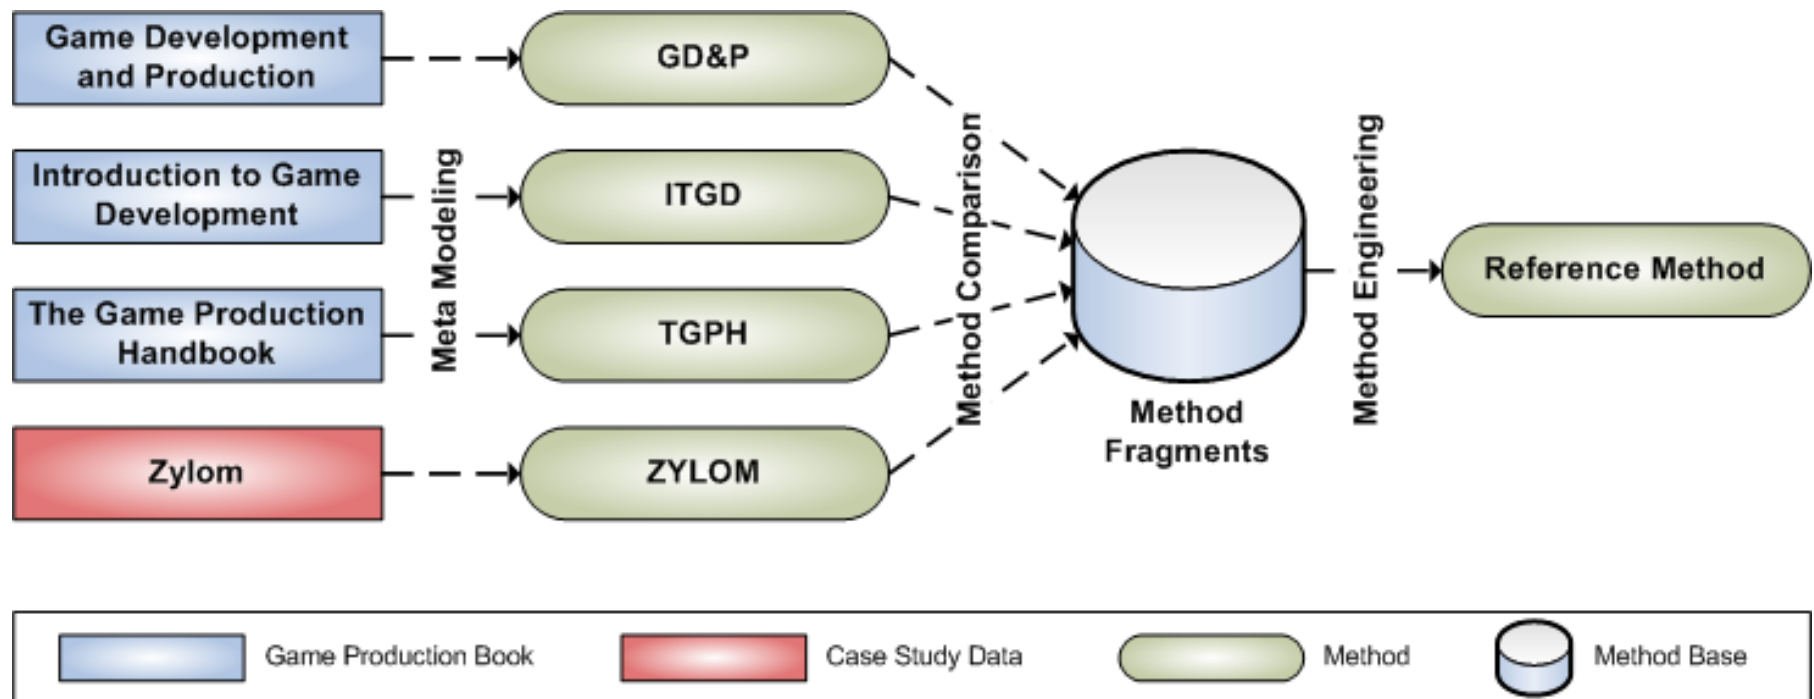 Game Development
and Production
GD&P
Introduction to Game
Development
Meta Modeling
ITGD
Method Comparison
Method Engineering
Reference Method
The Game Production
Handbook
TGPH
Method
Fragments
Zylom
ZYLOM
Game Production Book
Case Study Data
Method
Method Base